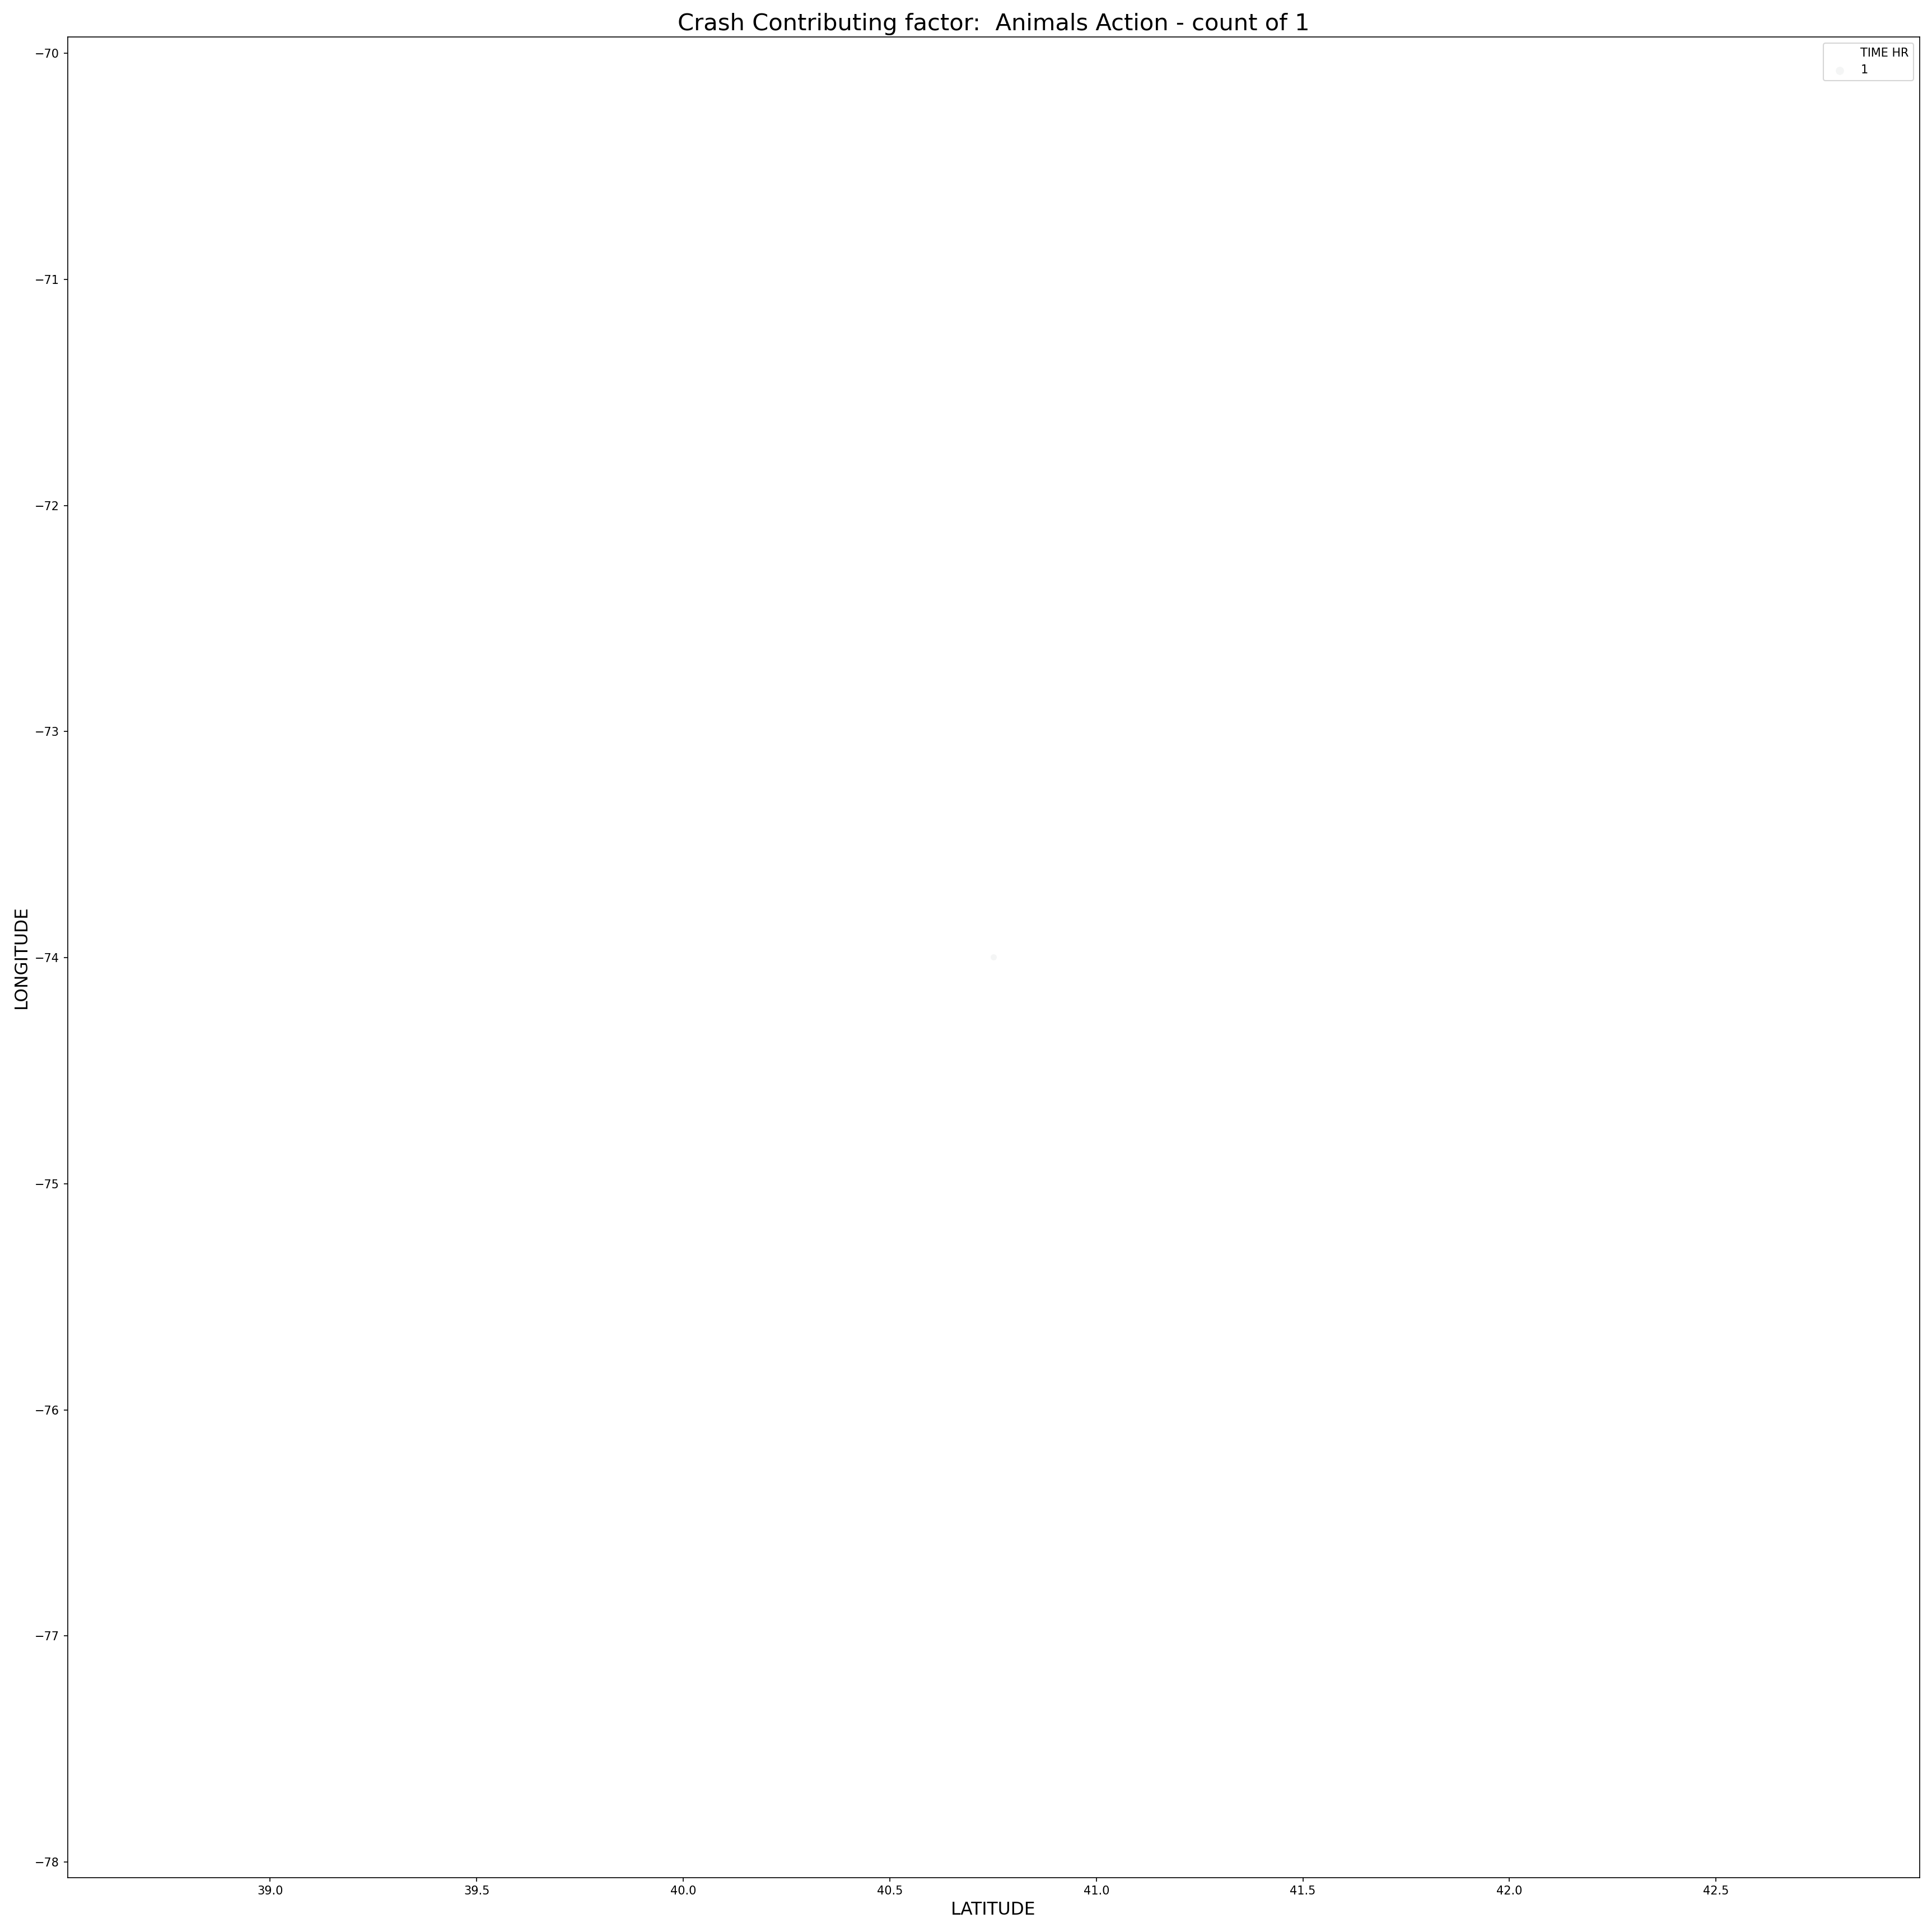 Crash Contributing factor:  Animals Action - count of 1
TIME HR
1
−70
−71
−72
−73
−74
−75
−76
−77
−78
LONGITUDE
39.0 39.5 40.0 40.5 41.0 41.5 42.0 42.5
LATITUDE